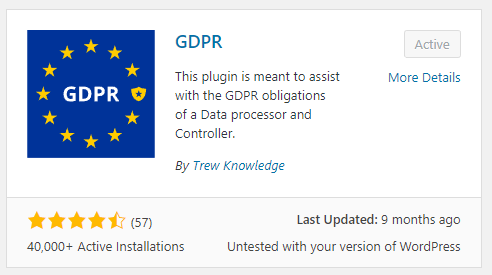 GDPR
GDPR
Active
This plugin is meant to assist
with the GDPR obligations
of a Data processor and
Controller.
More Details
By Trew Knowledge
(57)
Last Updated: 9 months ago
40,000+ Active Installations
Untested with your version of WordPress